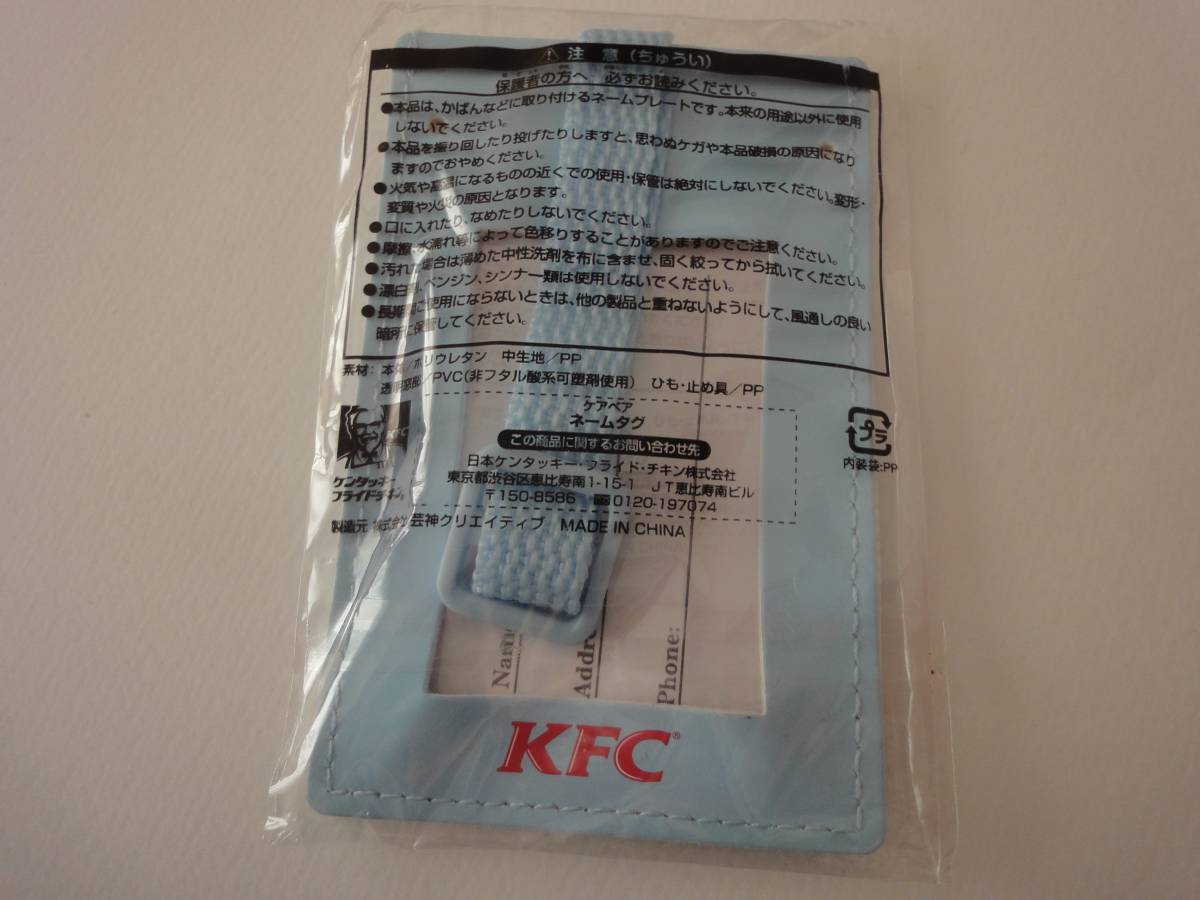 ⚠ 注 意 (ちゅうい)
保護者の方へ 必ずお読みください。
●本品は、かばんなどに取り付けるネームプレートです。本来の用途以外に使用
しないでください。
●本品を振り回したり投げたりしますと、思わぬケガや本品破損の原因になり
ますのでおやめください。
●火気や高温になるものの近くでの使用・保管は絶対にしないでください。変形・
変質や火災の原因となります。
●口に入れたり、なめたりしないでください。
●摩擦、水濡れ等によって色移りすることがありますのでご注意ください。
●汚れた場合は薄めた中性洗剤を布に含ませ、固く絞ってから拭いてください。
●漂白剤、ベンジン、シンナー類は使用しないでください。
●長期間ご使用にならないときは、他の製品と重ねないようにして、風通しの良い
暗所に保管してください。
素材: 本体/ポリウレタン 中生地/PP
透明窓部/PVC(非フタル酸系可塑剤使用) ひも・止め具/PP
ケアベア
ネームタグ
この商品に関するお問い合わせ先
日本ケンタッキー・フライド・チキン株式会社
東京都渋谷区恵比寿南1-15-1 JT恵比寿南ビル
〒150-8586 0120-197074
KFC
ケンタッキー
フライドチキン
プラ
内装袋:PP
製造元 株式会社芸神クリエイティブ MADE IN CHINA
Name
Addre
Phone:
KFC®